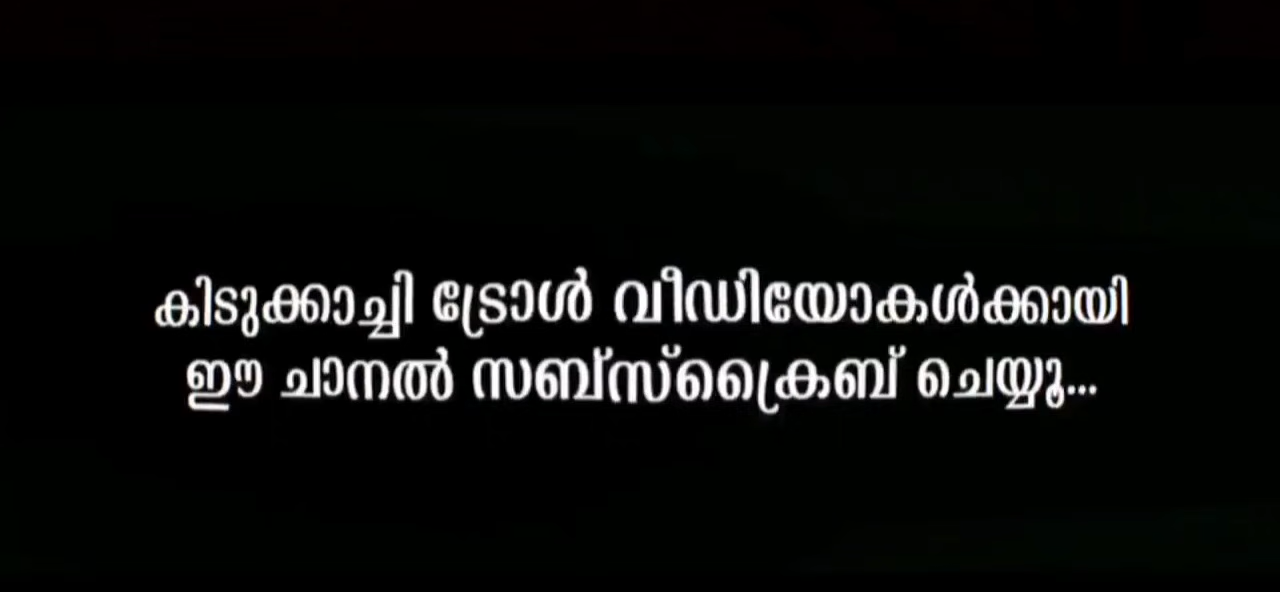 കിടുക്കാച്ചി ട്രോൾ വീഡിയോകൾക്കായി
ഈ ചാനൽ സബ്സ്ക്രൈബ് ചെയ്യൂ...